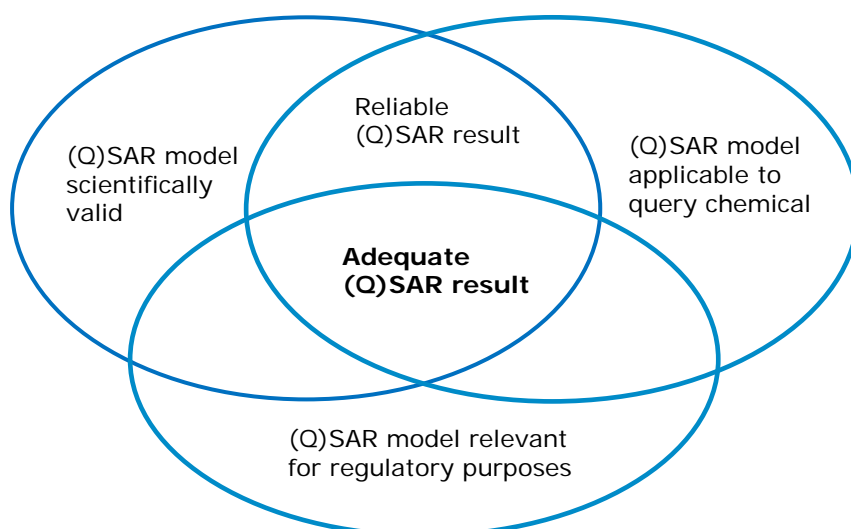 Reliable
(Q)SAR result
(Q)SAR model
scientifically
valid
(Q)SAR model
applicable to
query chemical
Adequate
(Q)SAR result
(Q)SAR model relevant
for regulatory purposes